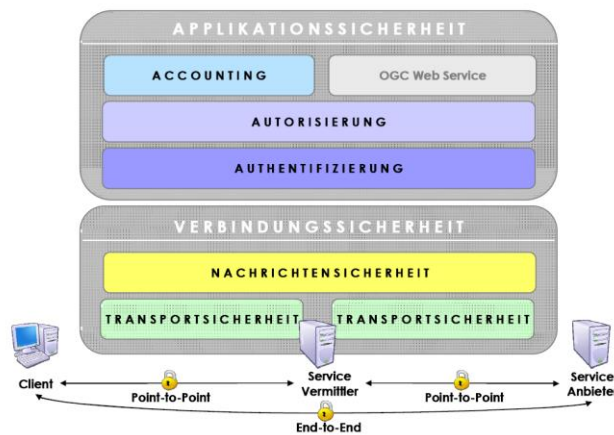 APPLIKATIONSSICHERHEIT
ACCOUNTING
OGC Web Service
AUTORISIERUNG
AUTHENTIFIZIERUNG
VERBINDUNGSSICHERHEIT
NACHRICHTENSICHERHEIT
TRANSPORTSICHERHEIT
TRANSPORTSICHERHEIT
Client
Point-to-Point
Service
Vermittler
Point-to-Point
Service
Anbieter
End-to-End